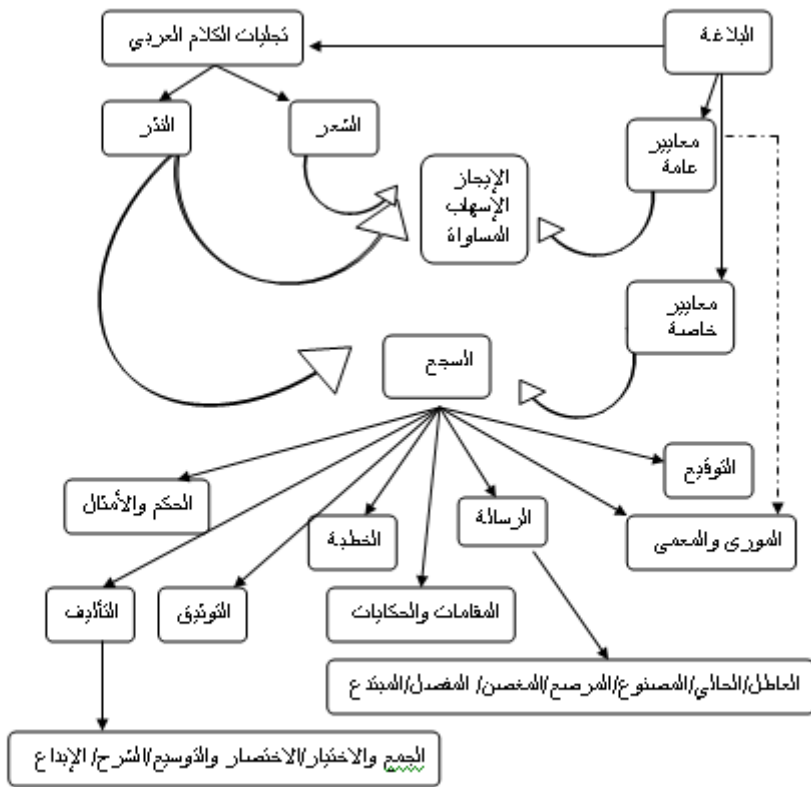 البلاغة
تجليات الكلام العربي
النثر
الشعر
معايير
عامة
الإيجاز
الإسهاب
المساواة
معايير
خاصة
السجع
التوقيع
الحكم والأمثال
الرسالة
الخطبة
المورى والمعمى
التأليف
التوثيق
المقامات والحكايات
العاطل/الحالي/المصنوع/المرصع/المغصن/ المفصل/المبتدع
الجمع والاختيار/الاختصار والتوسيع/الشرح/ الإبداع